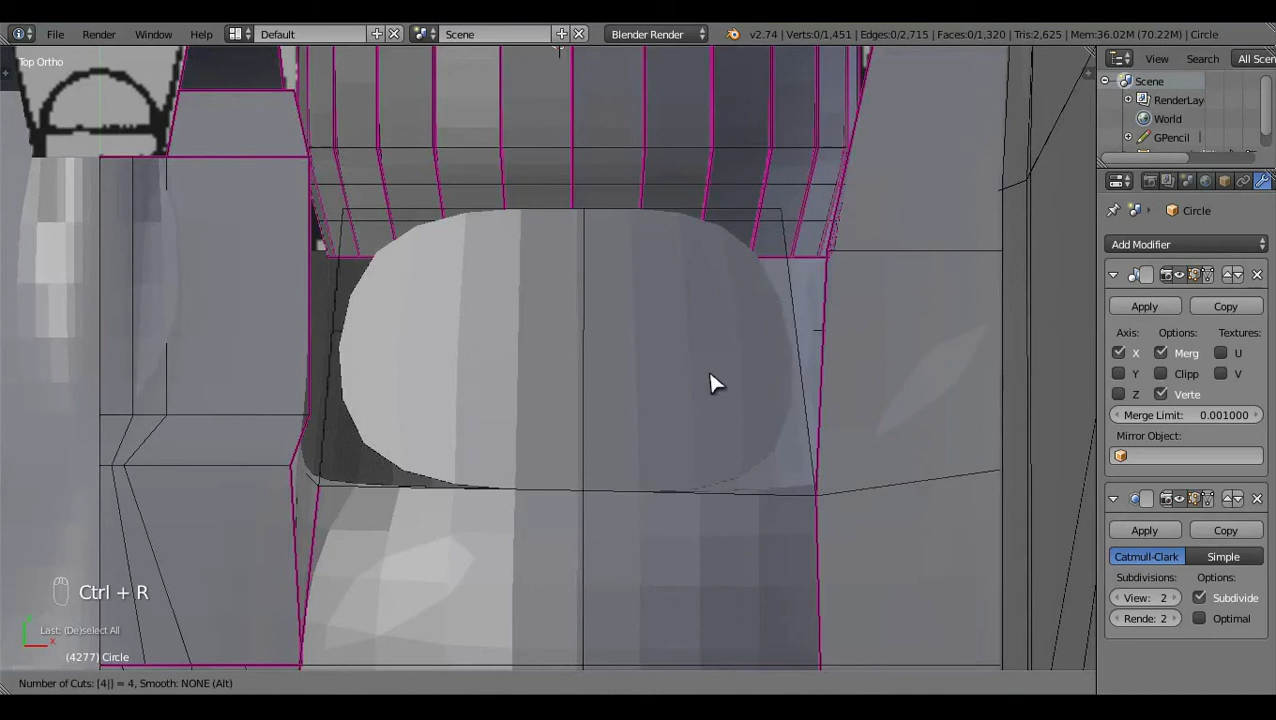 File Render Window Help Default Scene Blender Render v2.74 | Verts:0/1,451 | Edges:0/2,715 | Faces:0/1,320 | Tris:2,625 | Mem:36.02M (70.22M) | Circle
Top Ortho
View Search All Scen
Scene
RenderLay
World
GPencil
Circle
Add Modifier
Apply Copy
Axis: Options: Textures:
X Merg U
Y Clipp V
Z Verte
Merge Limit: 0.001000
Mirror Object:
Apply Copy
Catmull-Clark Simple
Subdivisions: Options:
View: 2 Subdivide
Rende: 2 Optimal
Ctrl + R
Last: (De)select All
(4277) Circle
Number of Cuts: [4|] = 4, Smooth: NONE (Alt)